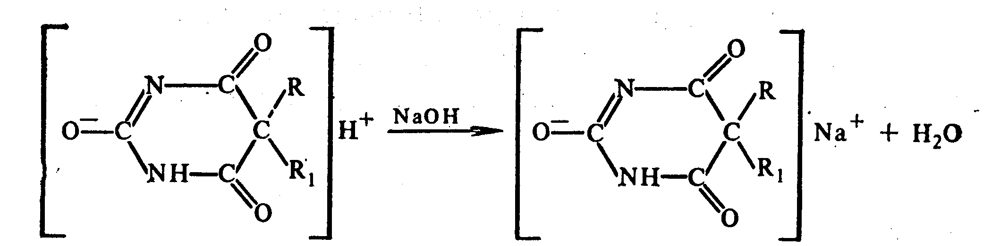 O O
N C R N C R
NaOH
O⁻ C C H⁺ O⁻ C C Na⁺ + H₂O
NH C R₁ NH C R₁
O O